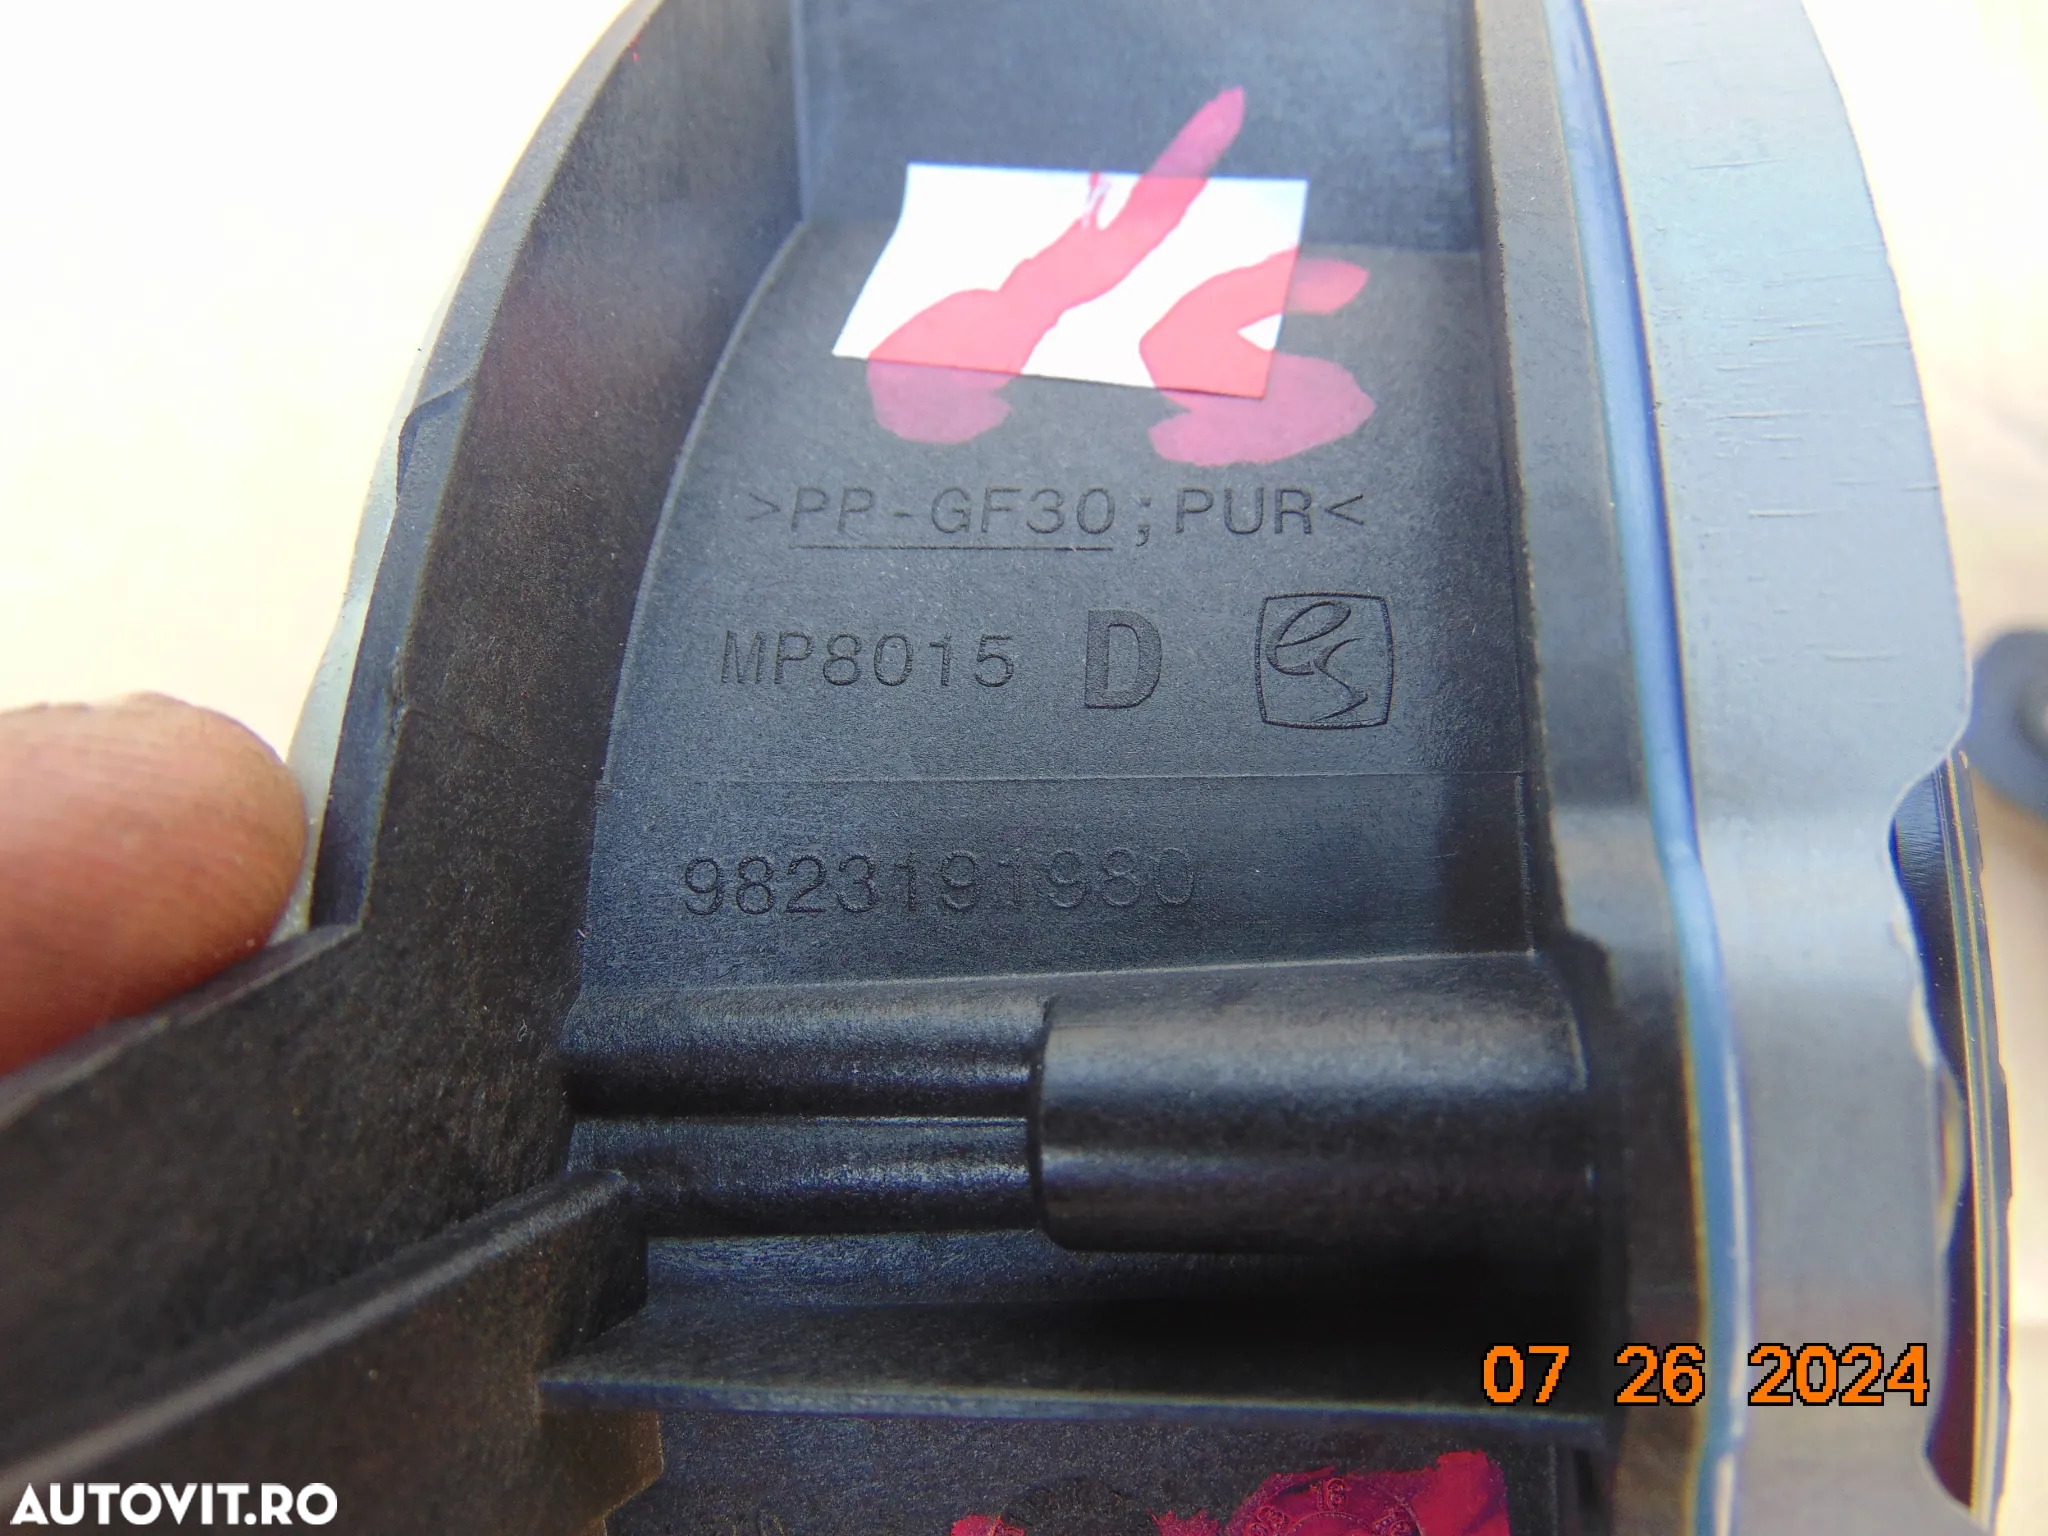 >PP-GF30;PUR<
MP8015 D
9823191980
07 26 2024
AUTOVIT.RO